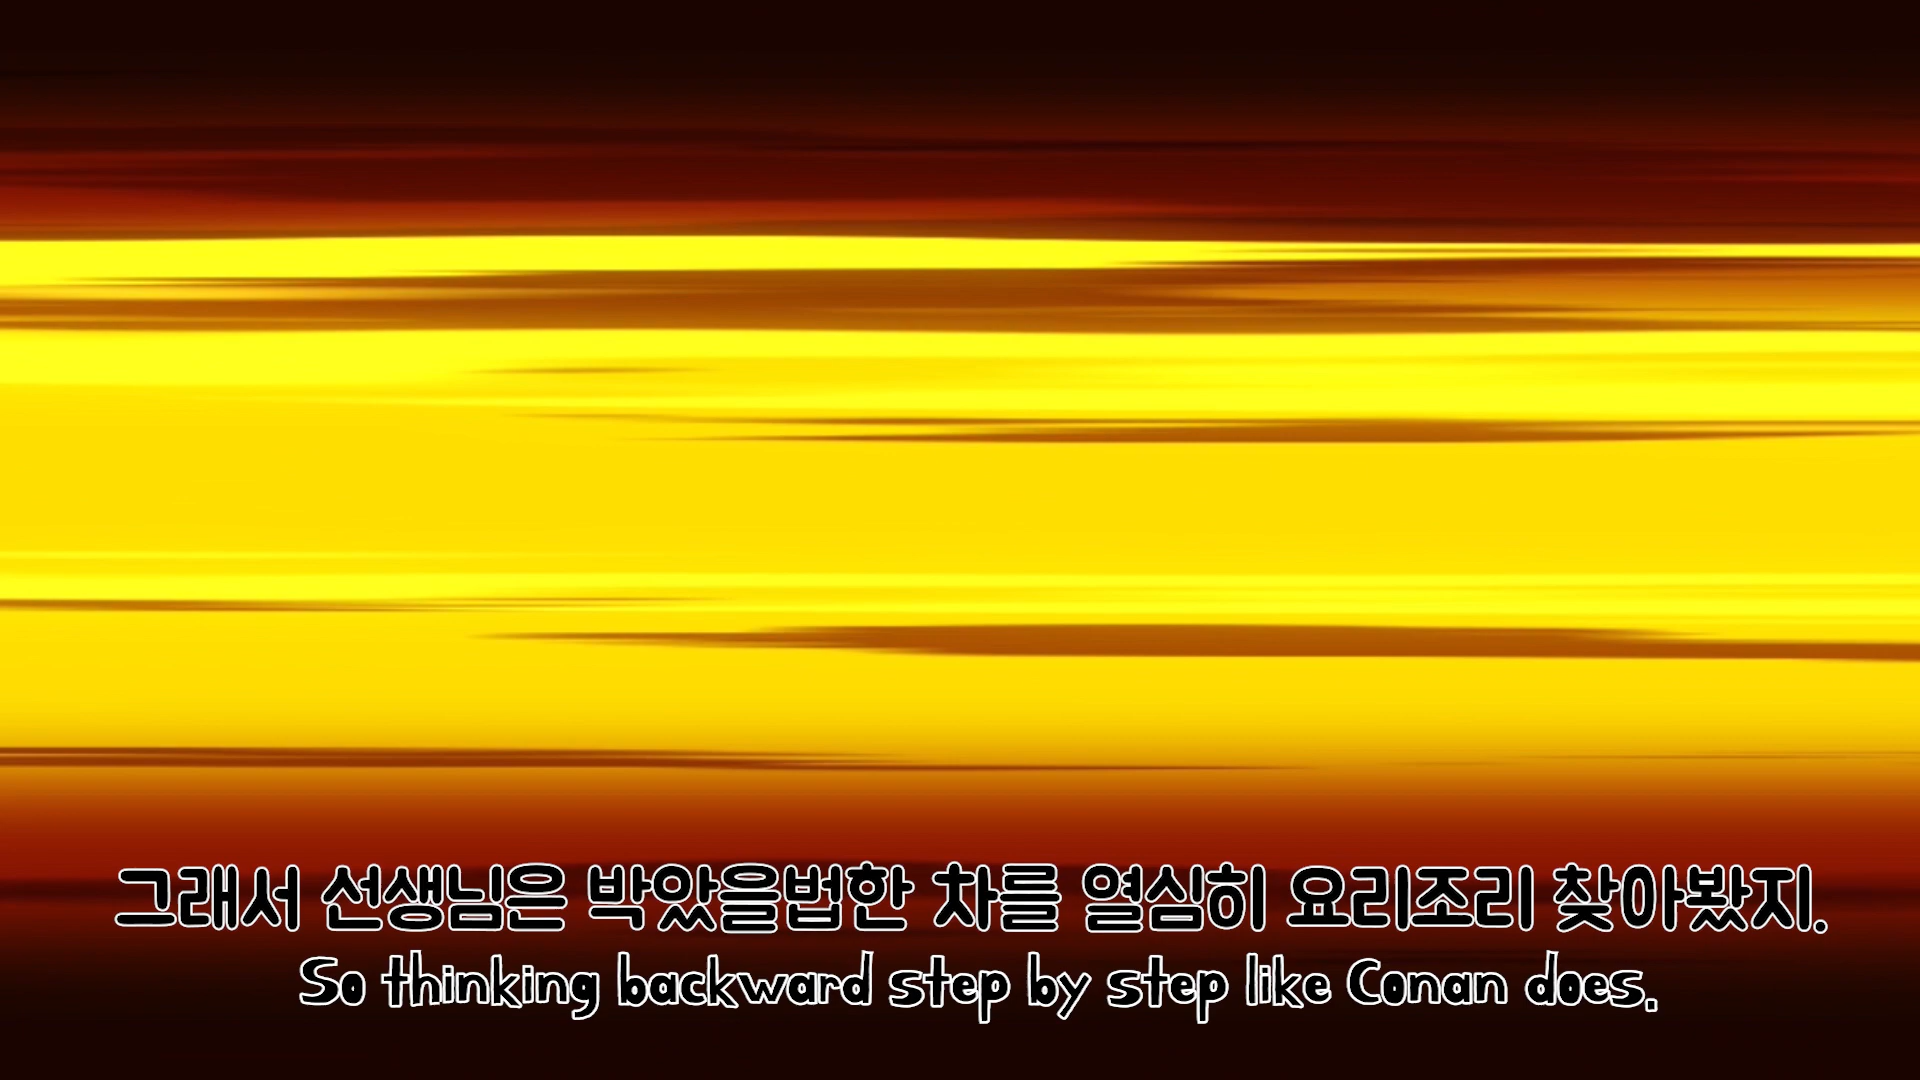 그래서 선생님은 박았을법한 차를 열심히 요리조리 찾아봤지.
So thinking backward step by step like Conan does.